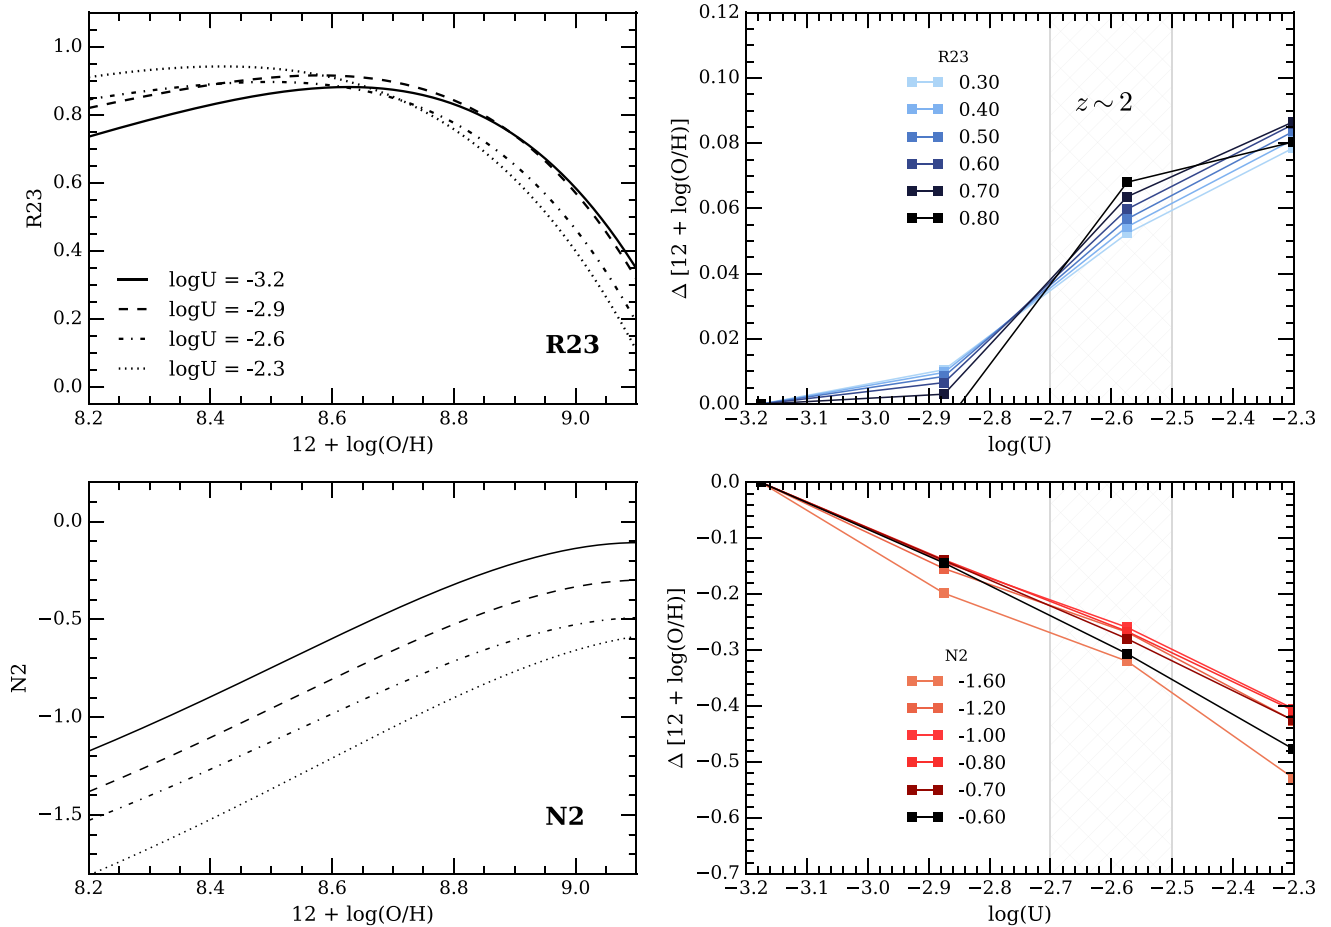 1.0
0.8
0.6
0.4
0.2
0.0
R23
logU = -3.2
logU = -2.9
logU = -2.6
logU = -2.3
R23
8.2 8.4 8.6 8.8 9.0
12 + log(O/H)
0.12
0.10
0.08
0.06
0.04
0.02
0.00
Δ [12 + log(O/H)]
R23
0.30
0.40
0.50
0.60
0.70
0.80
z ~ 2
−3.2 −3.1 −3.0 −2.9 −2.8 −2.7 −2.6 −2.5 −2.4 −2.3
log(U)
0.0
−0.5
−1.0
−1.5
N2
N2
8.2 8.4 8.6 8.8 9.0
12 + log(O/H)
0.0
−0.1
−0.2
−0.3
−0.4
−0.5
−0.6
−0.7
Δ [12 + log(O/H)]
N2
-1.60
-1.20
-1.00
-0.80
-0.70
-0.60
−3.2 −3.1 −3.0 −2.9 −2.8 −2.7 −2.6 −2.5 −2.4 −2.3
log(U)